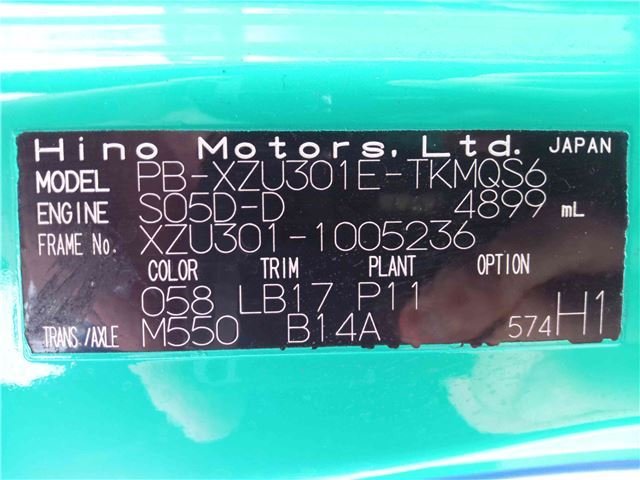 Hino Motors, Ltd. JAPAN
MODEL PB-XZU301E-TKMQS6
ENGINE S05D-D 4899 mL
FRAME No. XZU301-1005236
COLOR TRIM PLANT OPTION
058 LB17 P11
TRANS./AXLE M550 B14A 574 H1